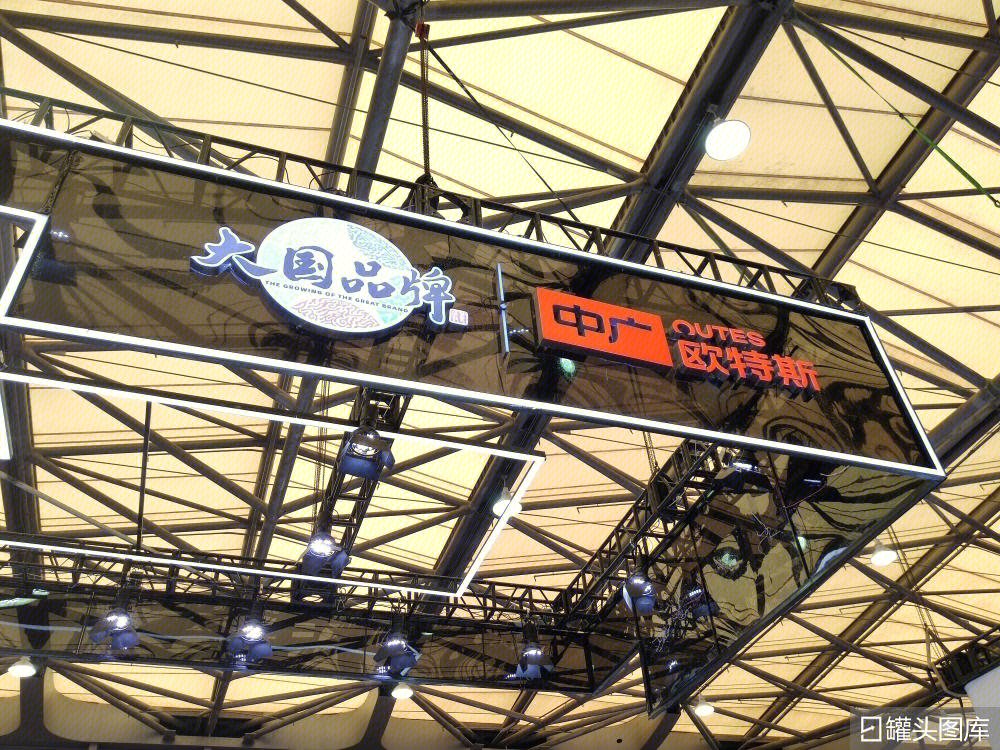 大国品牌
THE GROWING OF THE GREAT BRAND
中广
OUTES
欧特斯
罐头图库